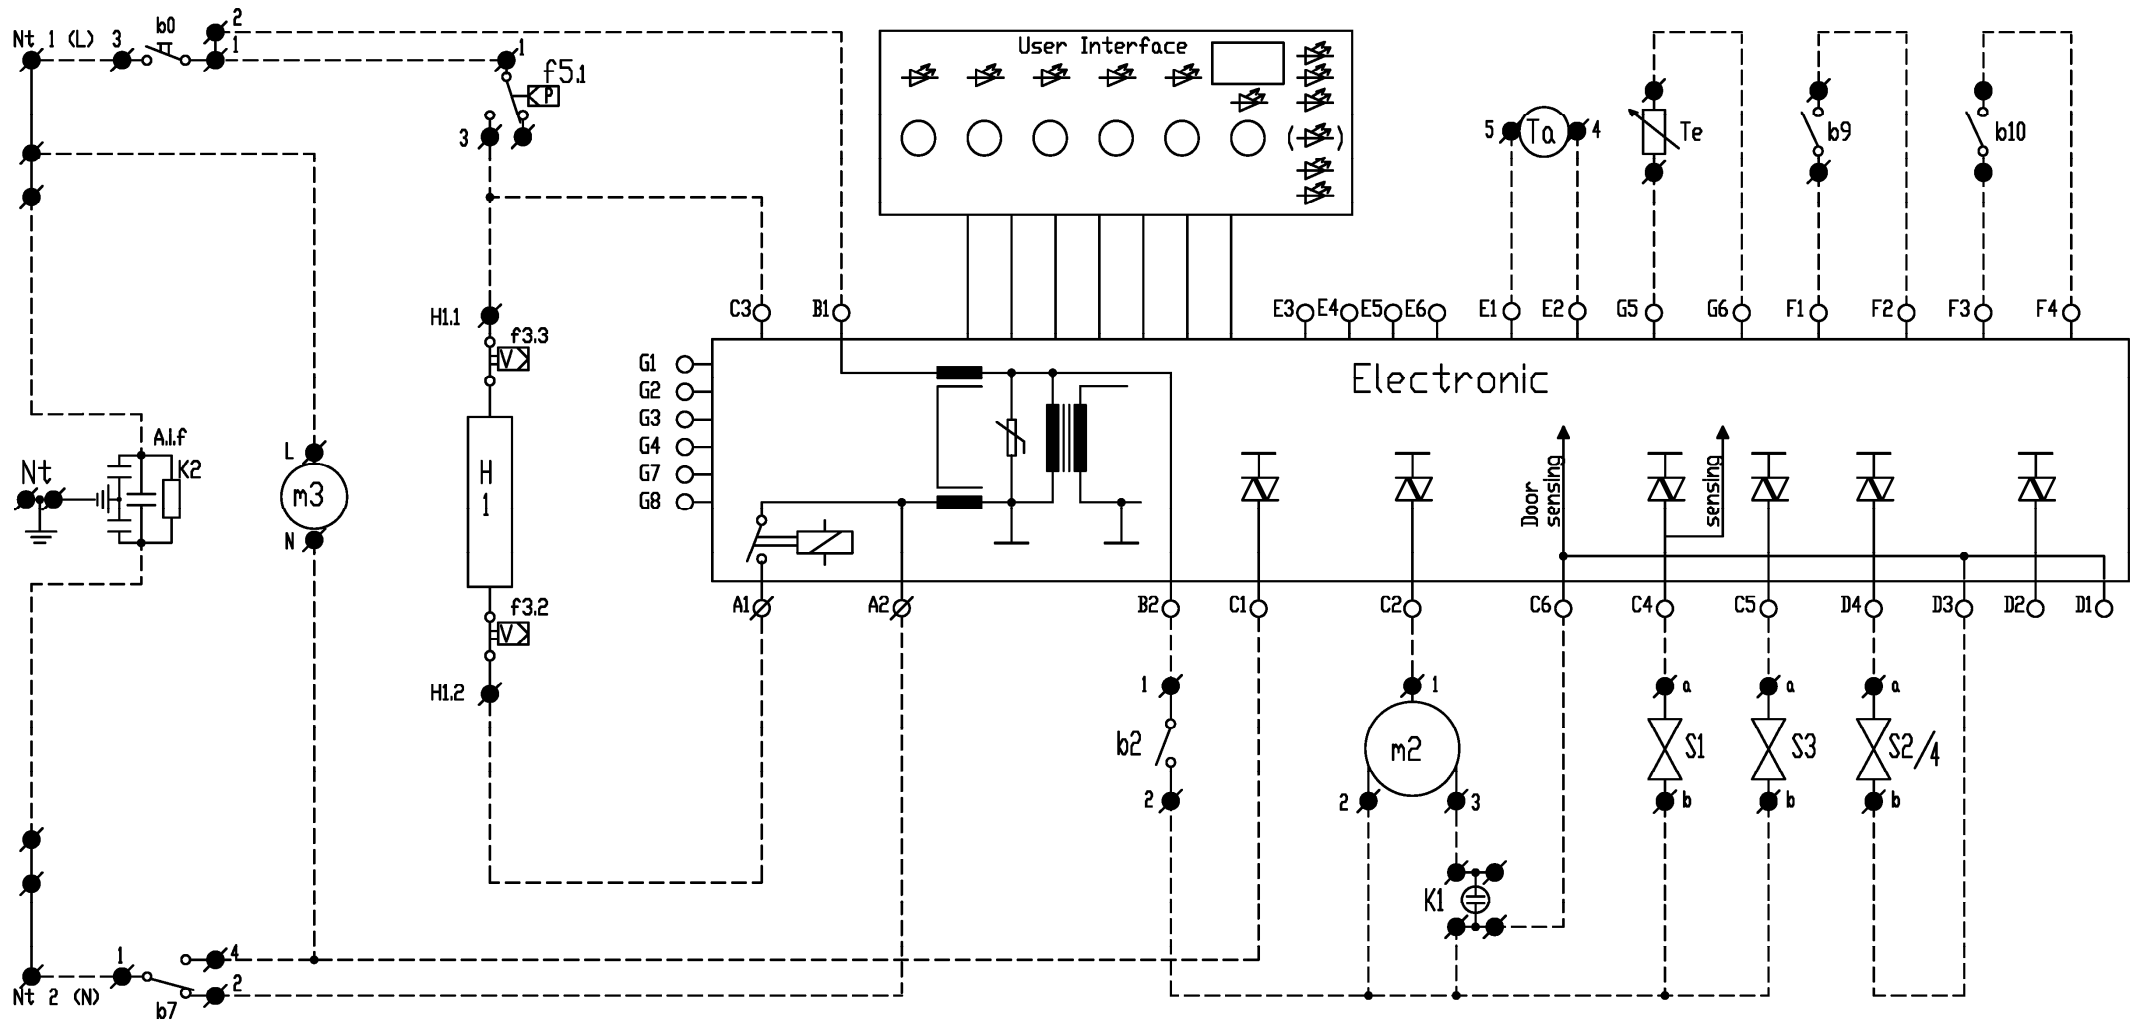 b0
2
Nt 1 (L) 3
1
1
f5.1
P
3
User Interface
( )
5
Ta
4
Te
b9
b10
H1.1
f3.3
V
C3
B1
E3
E4
E5
E6
E1
E2
G5
G6
F1
F2
F3
F4
Electronic
G1
G2
G3
G4
G7
G8
A.1.f
K2
Nt
L
m3
N
H
1
Door
sensing
sensing
f3.2
V
H1.2
A1
A2
B2
C1
C2
C6
C4
C5
D4
D3
D2
D1
1
b2
2
1
m2
2
3
K1
a
S1
b
a
S3
b
a
S2/4
b
4
1
2
Nt 2 (N)
b7